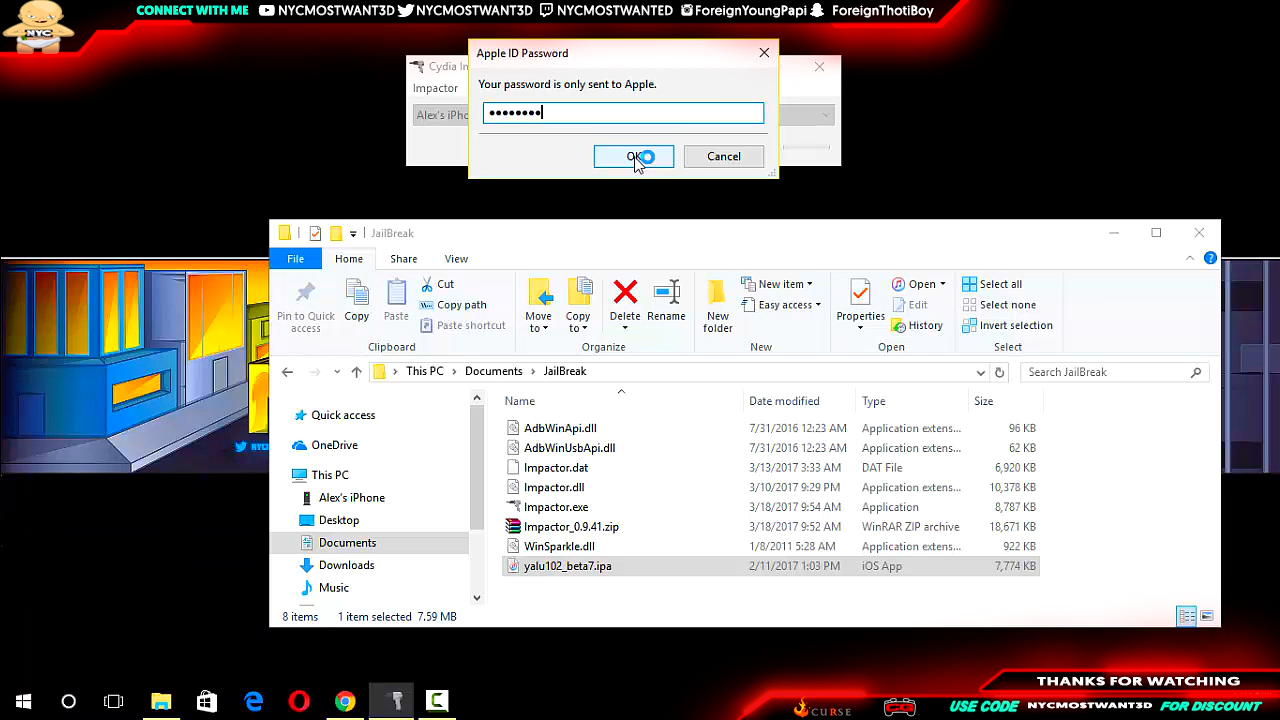 CONNECT WITH ME NYCMOSTWANT3D NYCMOSTWANT3D NYCMOSTWANTED @ForeignYoungPapi ForeignThotiBoy
NYC
Apple ID Password
Your password is only sent to Apple.
••••••••
OK Cancel
Cydia Im
Impactor
Alex's iPho
JailBreak
File Home Share View
Pin to Quick access
Copy
Paste
Cut
Copy path
Paste shortcut
Clipboard
Move to
Copy to
Delete
Rename
Organize
New folder
New item
Easy access
New
Properties
Open
Edit
History
Open
Select all
Select none
Invert selection
Select
This PC > Documents > JailBreak
Search JailBreak
Quick access
OneDrive
This PC
Alex's iPhone
Desktop
Documents
Downloads
Music
Name Date modified Type Size
AdbWinApi.dll 7/31/2016 12:23 AM Application extens... 96 KB
AdbWinUsbApi.dll 7/31/2016 12:23 AM Application extens... 62 KB
Impactor.dat 3/13/2017 3:33 AM DAT File 6,920 KB
Impactor.dll 3/10/2017 9:29 PM Application extens... 10,378 KB
Impactor.exe 3/18/2017 9:54 AM Application 8,787 KB
Impactor_0.9.41.zip 3/18/2017 9:52 AM WinRAR ZIP archive 18,671 KB
WinSparkle.dll 1/8/2011 5:28 AM Application extens... 922 KB
yalu102_beta7.ipa 2/11/2017 1:03 PM iOS App 7,774 KB
8 items 1 item selected 7.59 MB
NYCM
THANKS FOR WATCHING
CURSE
CG
USE CODE NYCMOSTWANT3D FOR DISCOUNT